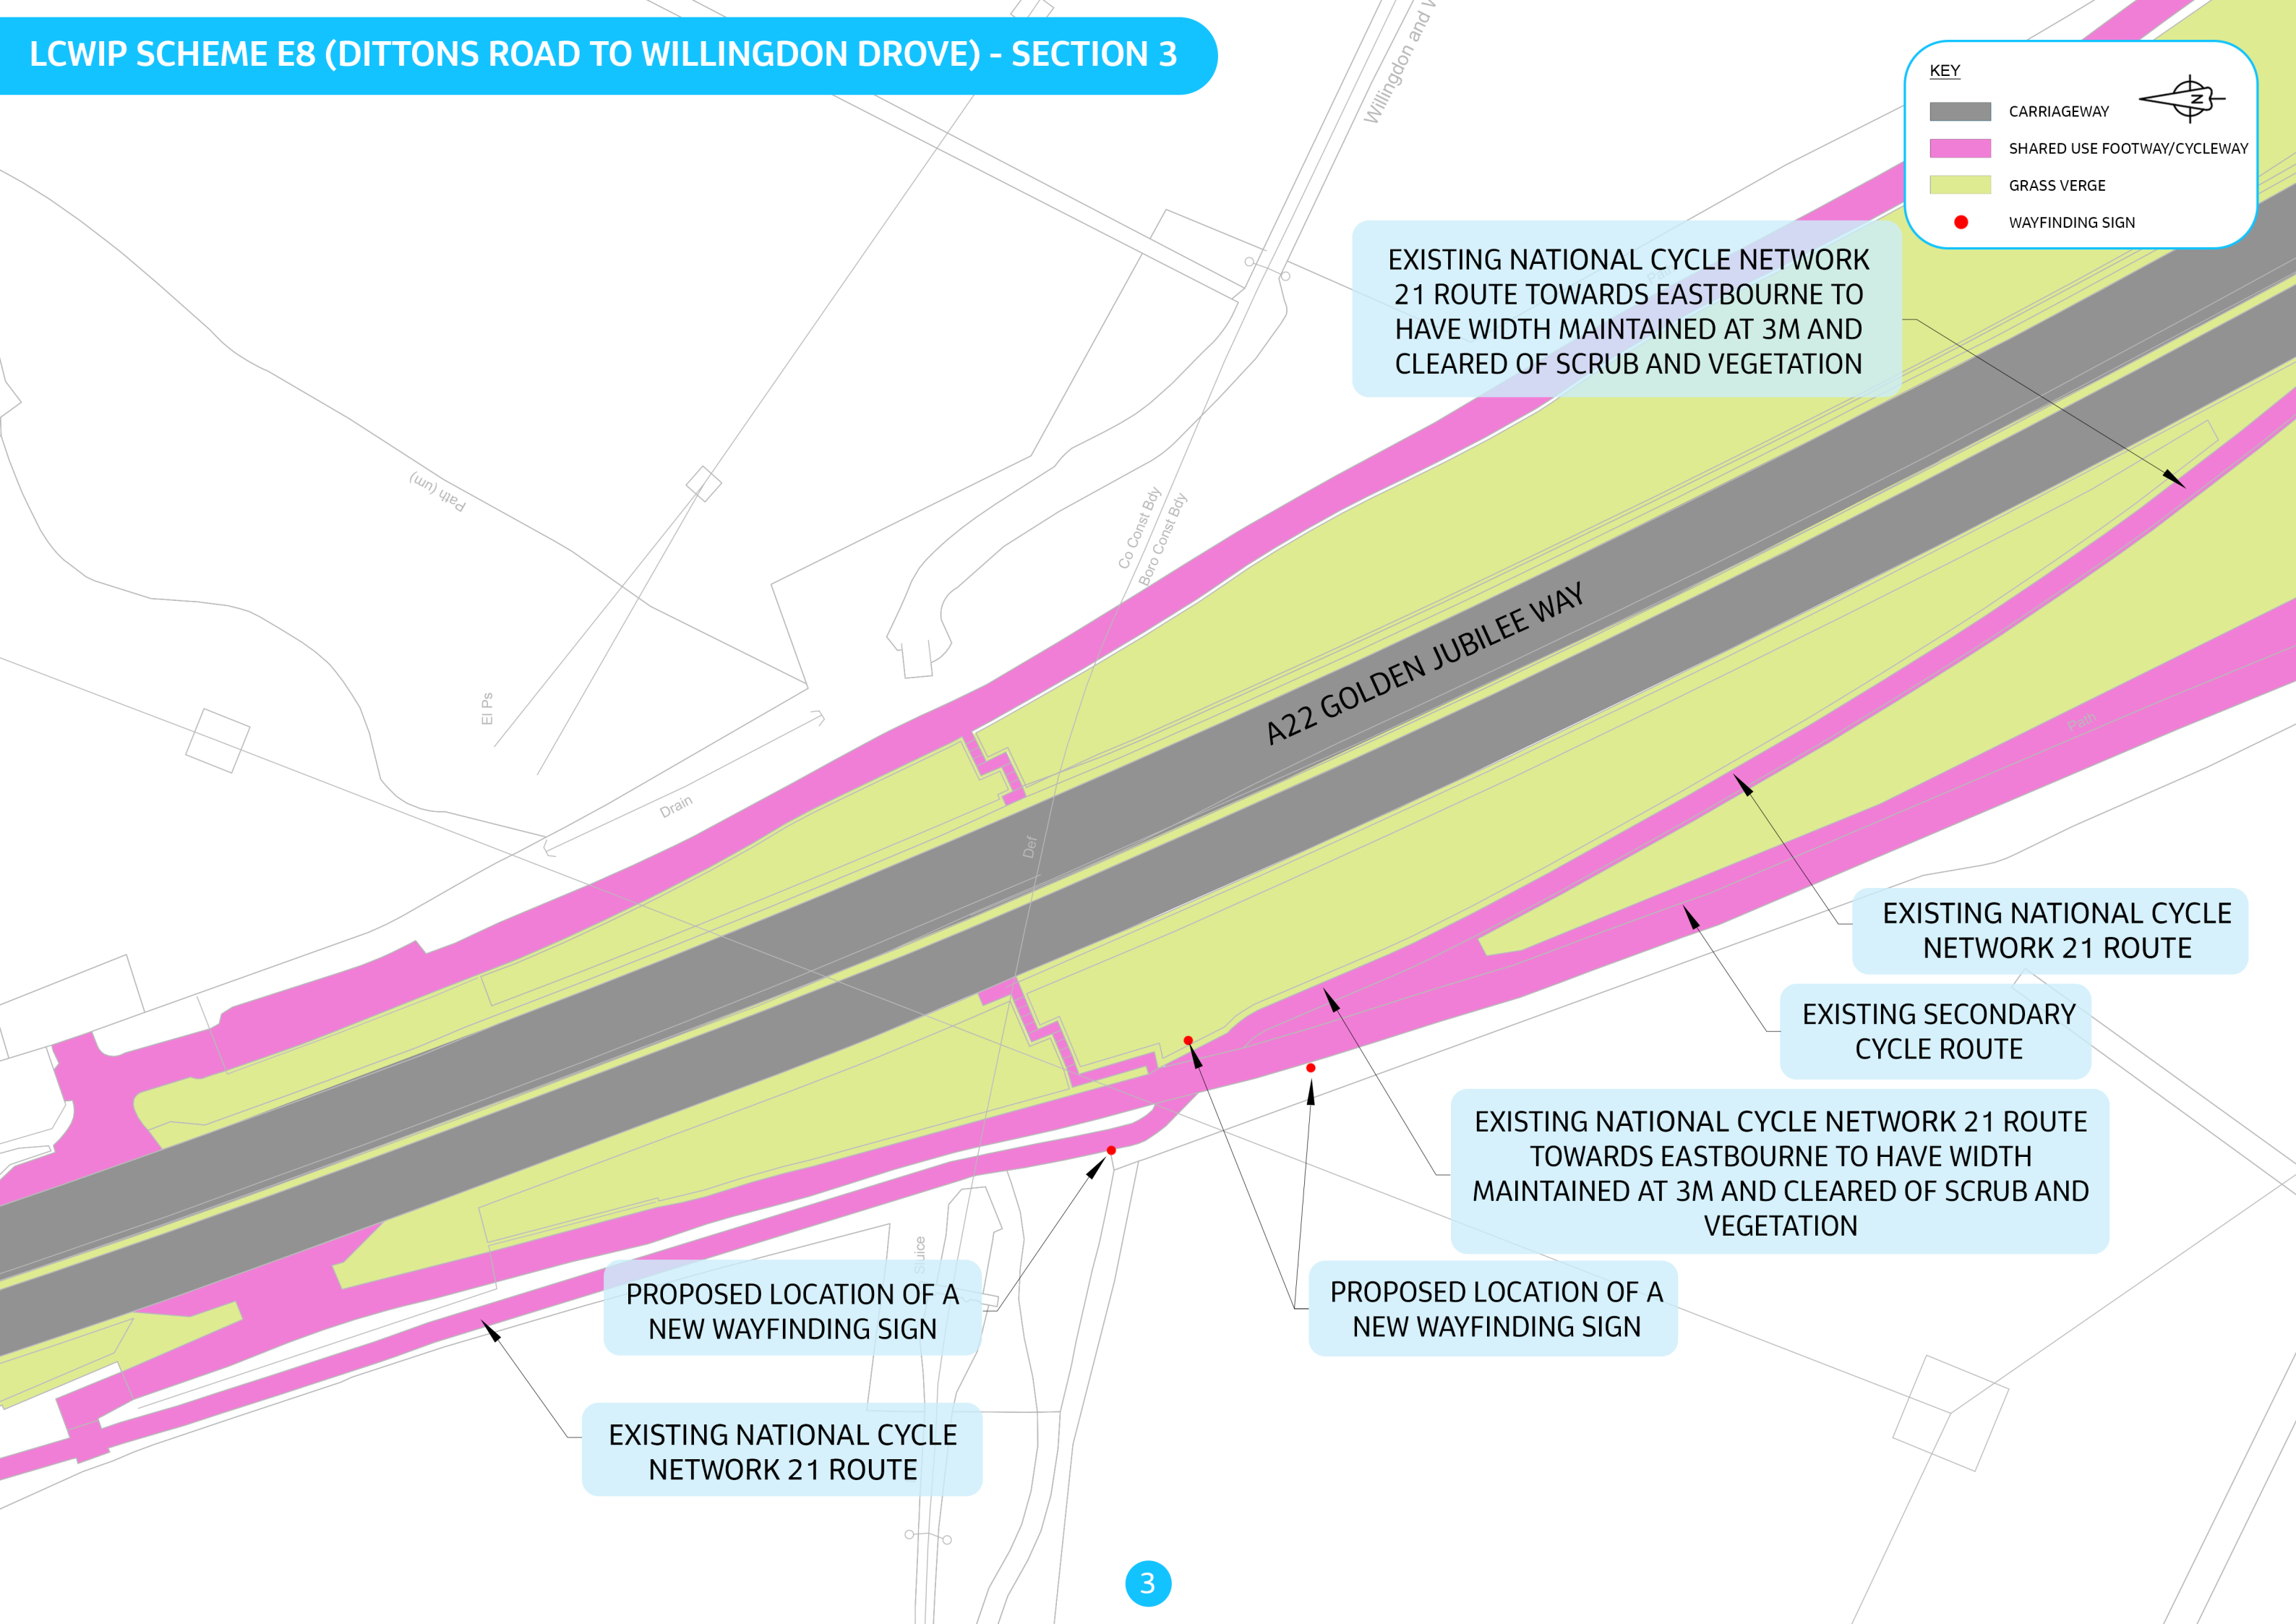 LCWIP SCHEME E8 (DITTONS ROAD TO WILLINGDON DROVE) - SECTION 3
KEY
N
CARRIAGEWAY
SHARED USE FOOTWAY/CYCLEWAY
GRASS VERGE
WAYFINDING SIGN
Willingdon and
EXISTING NATIONAL CYCLE NETWORK
21 ROUTE TOWARDS EASTBOURNE TO
HAVE WIDTH MAINTAINED AT 3M AND
CLEARED OF SCRUB AND VEGETATION
Path (um)
Co Const Bdy
Boro Const Bdy
A22 GOLDEN JUBILEE WAY
El Ps
Drain
Def
Path
EXISTING NATIONAL CYCLE
NETWORK 21 ROUTE
EXISTING SECONDARY
CYCLE ROUTE
EXISTING NATIONAL CYCLE NETWORK 21 ROUTE
TOWARDS EASTBOURNE TO HAVE WIDTH
MAINTAINED AT 3M AND CLEARED OF SCRUB AND
VEGETATION
Sluice
PROPOSED LOCATION OF A
NEW WAYFINDING SIGN
PROPOSED LOCATION OF A
NEW WAYFINDING SIGN
EXISTING NATIONAL CYCLE
NETWORK 21 ROUTE
3